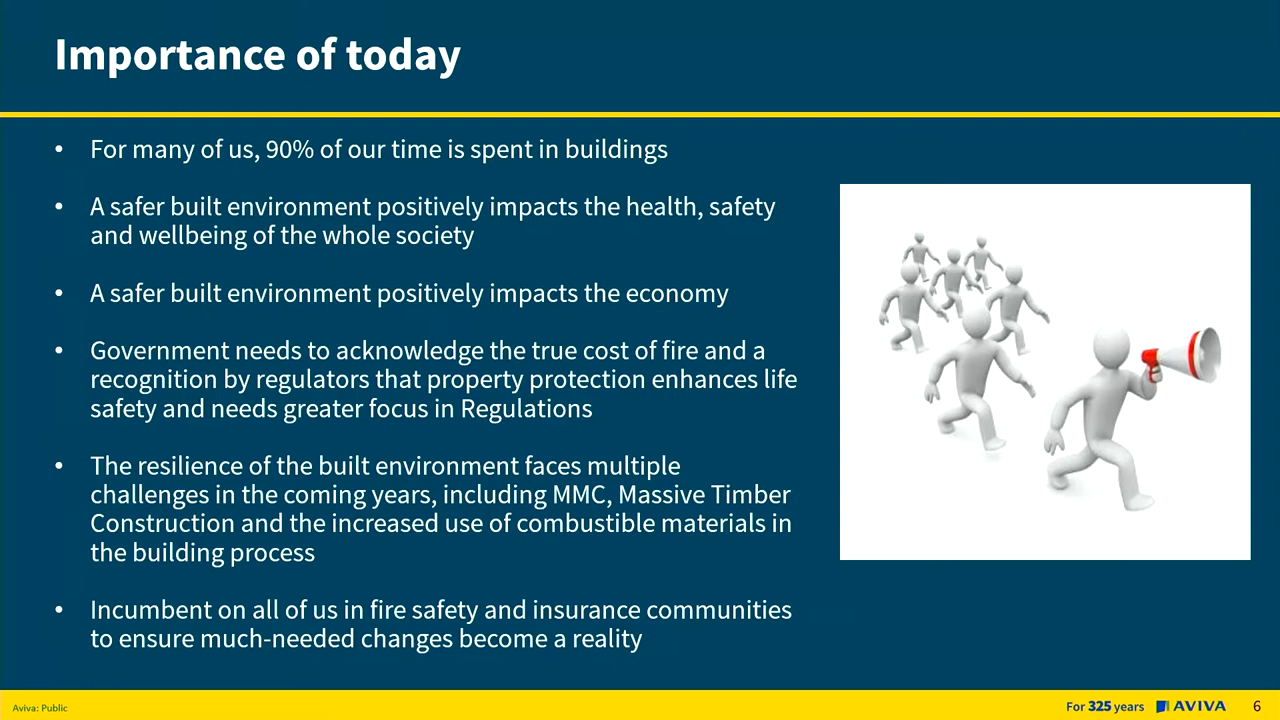 Importance of today
• For many of us, 90% of our time is spent in buildings
• A safer built environment positively impacts the health, safety
and wellbeing of the whole society
• A safer built environment positively impacts the economy
• Government needs to acknowledge the true cost of fire and a
recognition by regulators that property protection enhances life
safety and needs greater focus in Regulations
• The resilience of the built environment faces multiple
challenges in the coming years, including MMC, Massive Timber
Construction and the increased use of combustible materials in
the building process
• Incumbent on all of us in fire safety and insurance communities
to ensure much-needed changes become a reality
Aviva: Public
For 325 years AVIVA 6